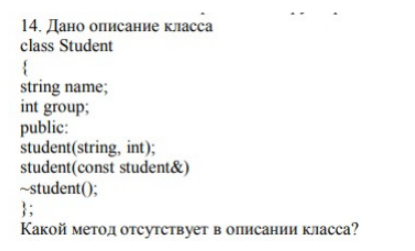 14. Дано описание класса
class Student
{
string name;
int group;
public:
student(string, int);
student(const student&)
~student();
};
Какой метод отсутствует в описании класса?